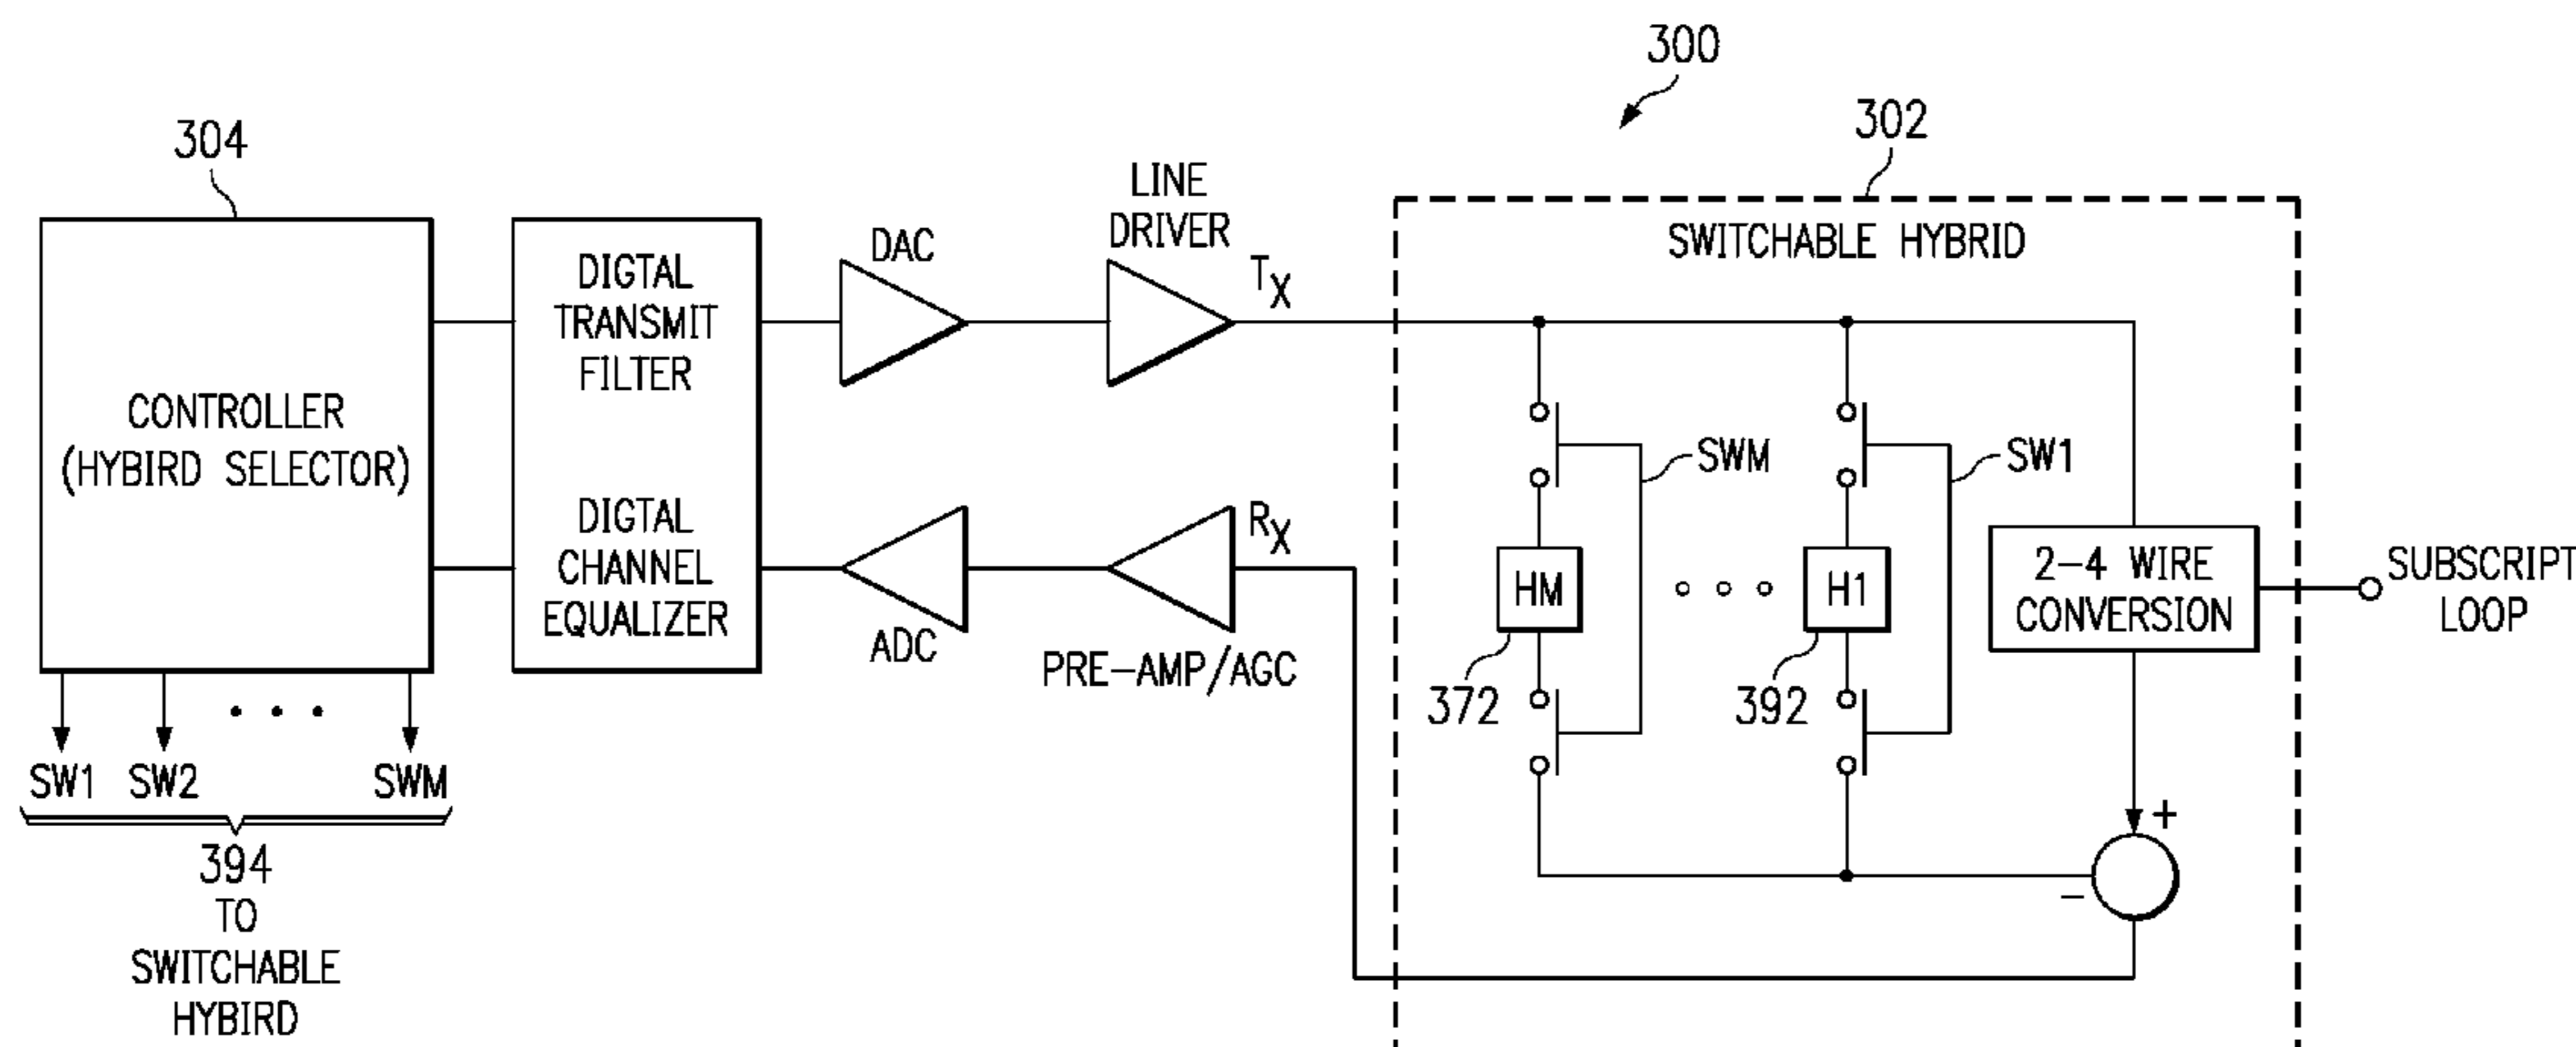 300
302
304
LINE
DRIVER
DAC
TX
SWITCHABLE HYBRID
DIGTAL
TRANSMIT
FILTER
CONTROLLER
(HYBIRD SELECTOR)
SWM
SW1
DIGTAL
CHANNEL
EQUALIZER
RX
ADC
PRE-AMP/AGC
HM
H1
2-4 WIRE
CONVERSION
SUBSCRIPT
LOOP
372
392
SW1 SW2 SWM
+
-
394
TO
SWITCHABLE
HYBIRD